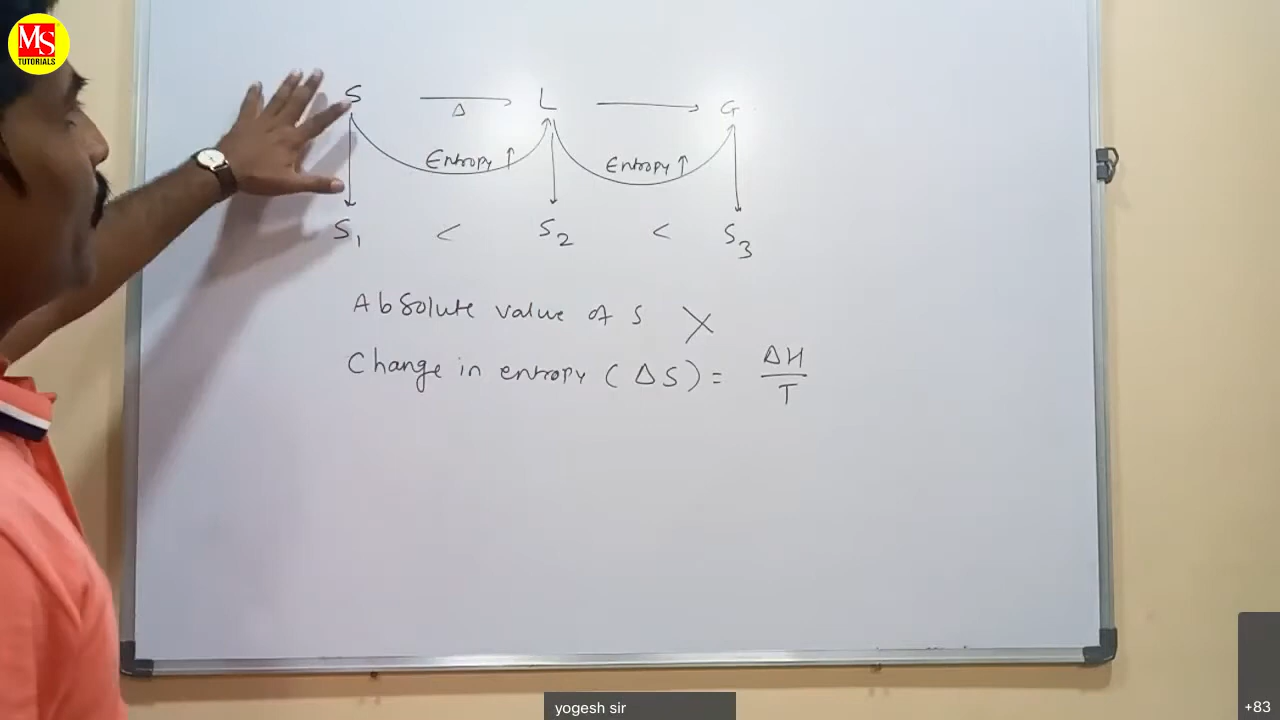 MS
TUTORIALS
S → L → G
Δ
Entropy ↑ Entropy ↑
S1 < S2 < S3
Absolute value of S X
Change in entropy ( ΔS) = ΔH / T
yogesh sir
+83